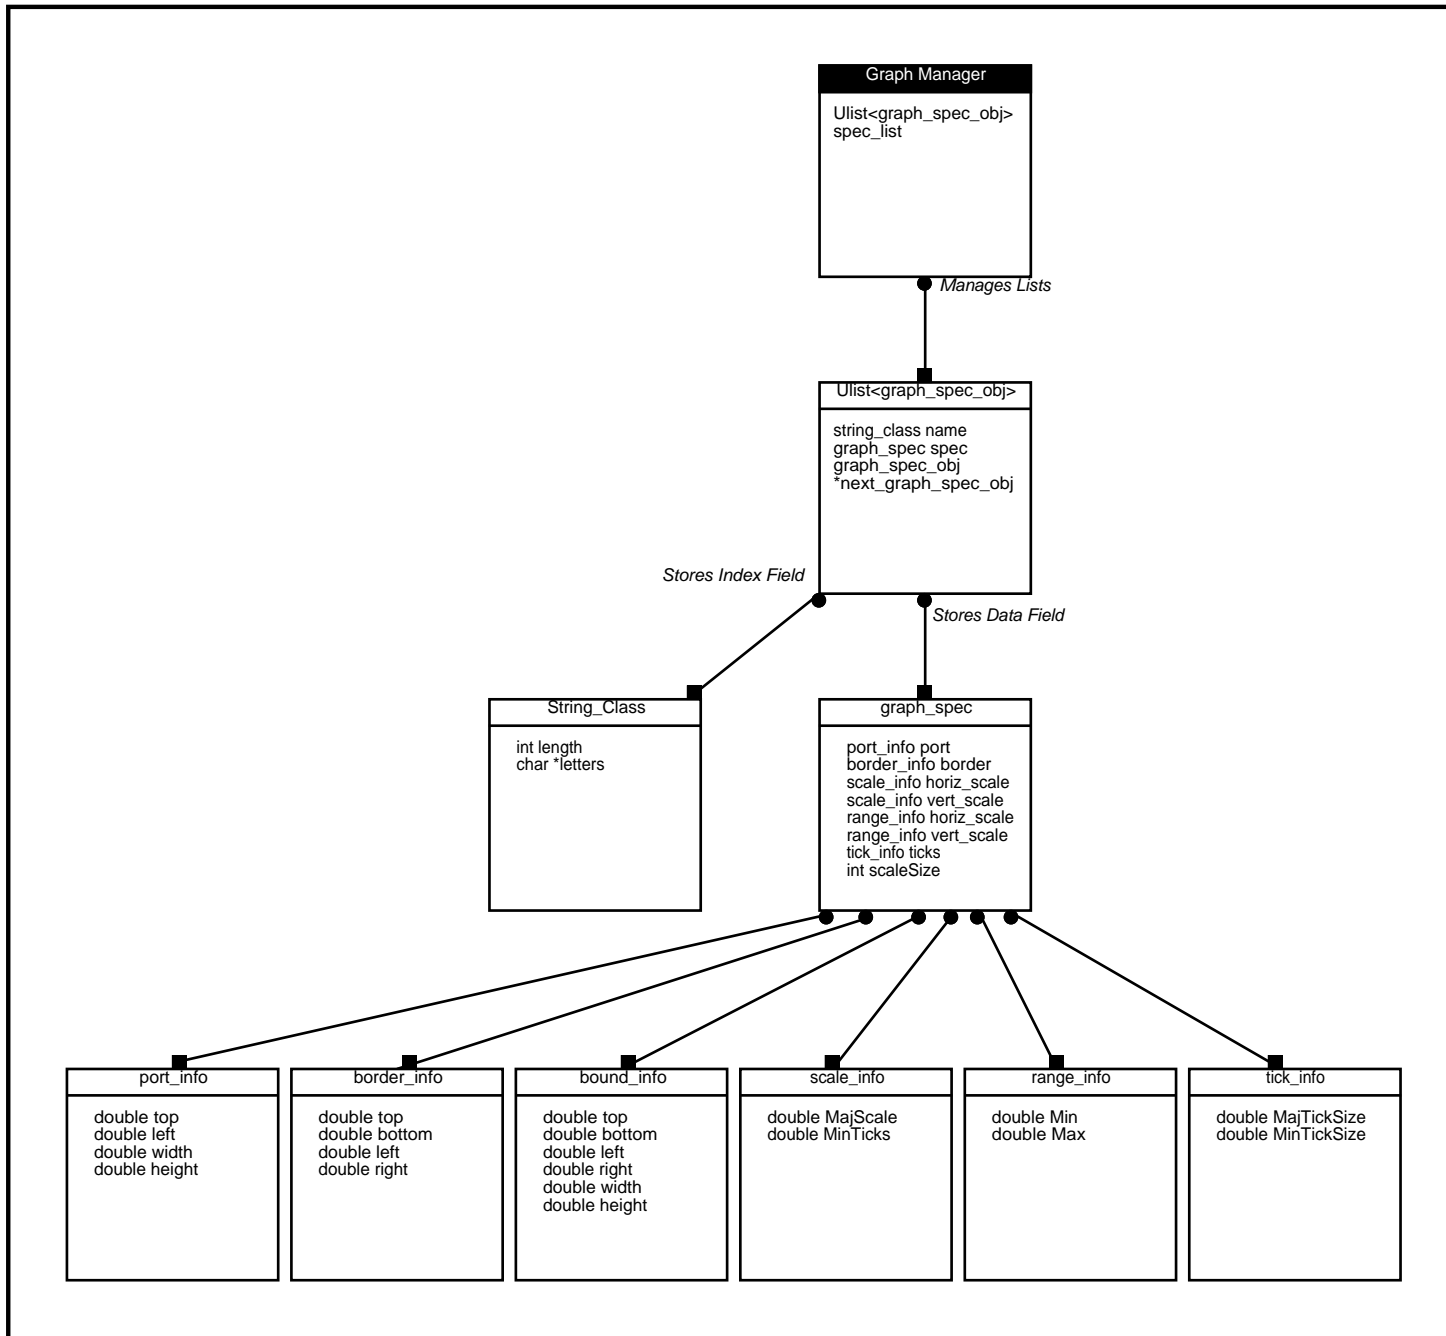 Graph Manager
Ulist<graph_spec_obj>
spec_list
Manages Lists
Ulist<graph_spec_obj>
string_class name
graph_spec spec
graph_spec_obj
*next_graph_spec_obj
Stores Index Field
Stores Data Field
String_Class
int length
char *letters
graph_spec
port_info port
border_info border
scale_info horiz_scale
scale_info vert_scale
range_info horiz_scale
range_info vert_scale
tick_info ticks
int scaleSize
port_info
double top
double left
double width
double height
border_info
double top
double bottom
double left
double right
bound_info
double top
double bottom
double left
double right
double width
double height
scale_info
double MajScale
double MinTicks
range_info
double Min
double Max
tick_info
double MajTickSize
double MinTickSize